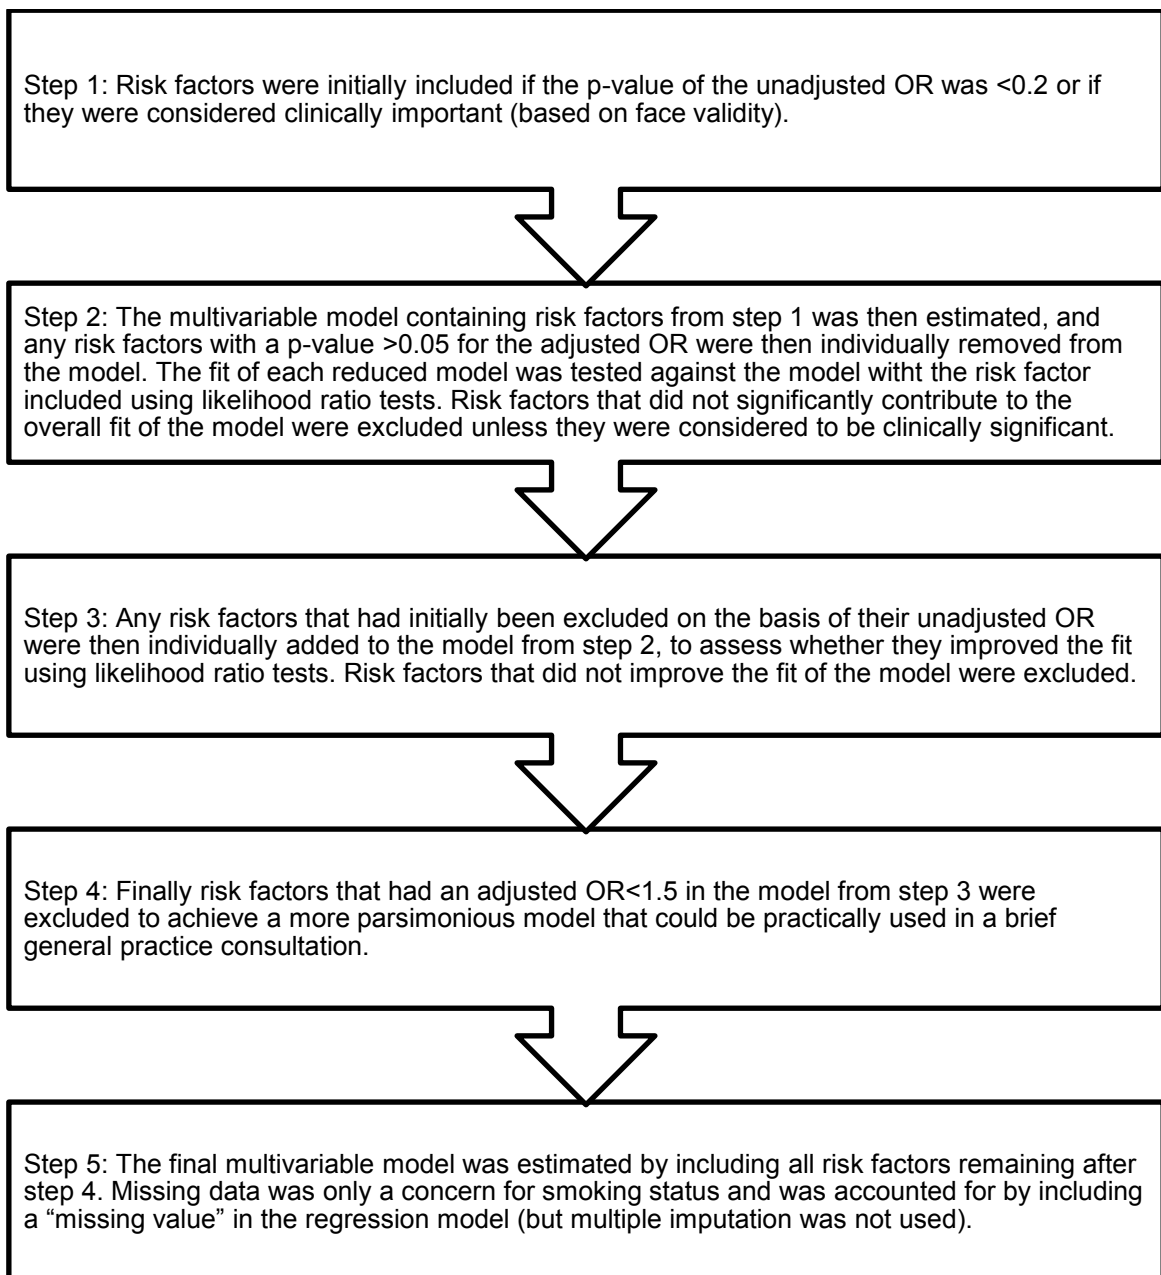 Step 1: Risk factors were initially included if the p-value of the unadjusted OR was <0.2 or if
they were considered clinically important (based on face validity).
Step 2: The multivariable model containing risk factors from step 1 was then estimated, and
any risk factors with a p-value >0.05 for the adjusted OR were then individually removed from
the model. The fit of each reduced model was tested against the model witht the risk factor
included using likelihood ratio tests. Risk factors that did not significantly contribute to the
overall fit of the model were excluded unless they were considered to be clinically significant.
Step 3: Any risk factors that had initially been excluded on the basis of their unadjusted OR
were then individually added to the model from step 2, to assess whether they improved the fit
using likelihood ratio tests. Risk factors that did not improve the fit of the model were excluded.
Step 4: Finally risk factors that had an adjusted OR<1.5 in the model from step 3 were
excluded to achieve a more parsimonious model that could be practically used in a brief
general practice consultation.
Step 5: The final multivariable model was estimated by including all risk factors remaining after
step 4. Missing data was only a concern for smoking status and was accounted for by including
a “missing value” in the regression model (but multiple imputation was not used).